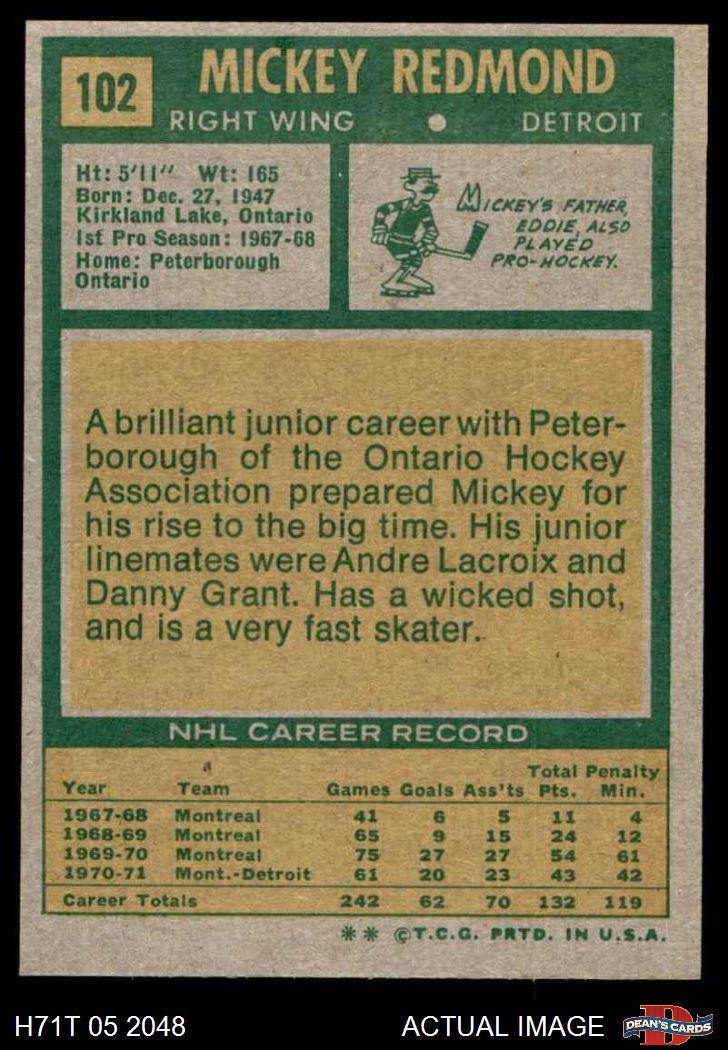 102
MICKEY REDMOND
RIGHT WING • DETROIT
Ht: 5'11" Wt: 165
Born: Dec. 27, 1947
Kirkland Lake, Ontario
1st Pro Season: 1967-68
Home: Peterborough
Ontario
MICKEY'S FATHER,
EDDIE, ALSO
PLAYED
PRO-HOCKEY.
A brilliant junior career with Peter-
borough of the Ontario Hockey
Association prepared Mickey for
his rise to the big time. His junior
linemates were Andre Lacroix and
Danny Grant. Has a wicked shot,
and is a very fast skater.
NHL CAREER RECORD
Total Penalty
Year Team Games Goals Ass'ts Pts. Min.
1967-68 Montreal 41 6 5 11 4
1968-69 Montreal 65 9 15 24 12
1969-70 Montreal 75 27 27 54 61
1970-71 Mont.-Detroit 61 20 23 43 42
Career Totals 242 62 70 132 119
** ©T.C.G. PRTD. IN U.S.A.
H71T 05 2048 ACTUAL IMAGE
D
DEAN'S CARDS